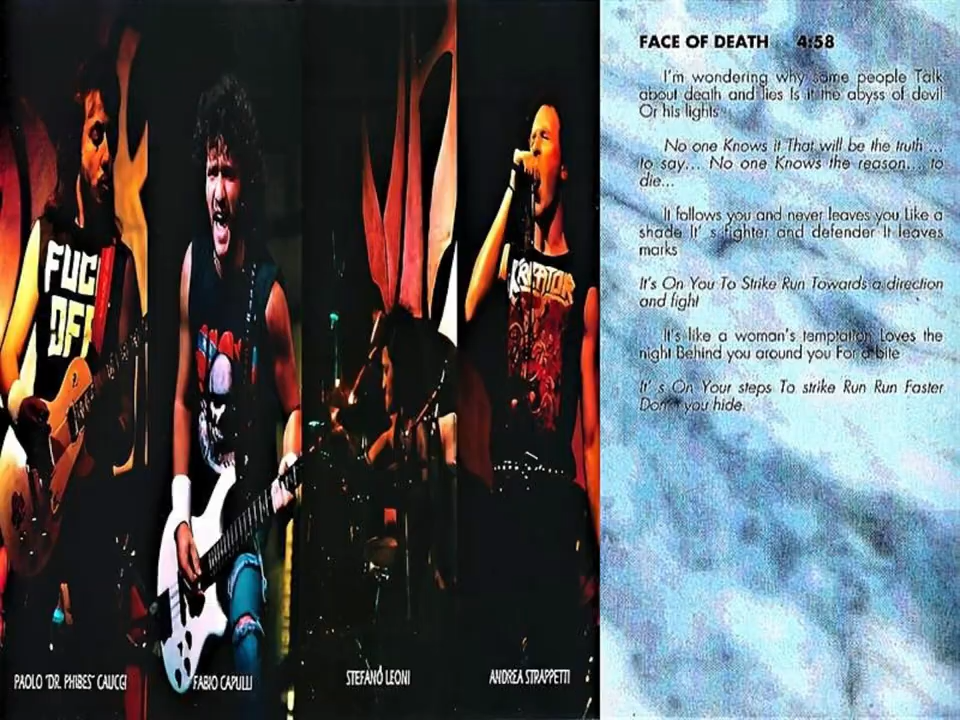 FUC
OFF
KREATOR
PAOLO "DR. PHIBES" CAUCCI
FABIO CAPULLI
STEFANO LEONI
ANDREA STRAPPETTI
FACE OF DEATH 4:58
I'm wondering why some people Talk
about death and lies Is it the abyss of devil
Or his lights
No one Knows it That will be the truth ...
to say... No one Knows the reason.... to
die...
It follows you and never leaves you Like a
shade It' s fighter and defender It leaves
marks
It's On You To Strike Run Towards a direction
and fight
It's like a woman's temptation Loves the
night Behind you around you For a bite
It' s On Your steps To strike Run Run Faster
Don't you hide.